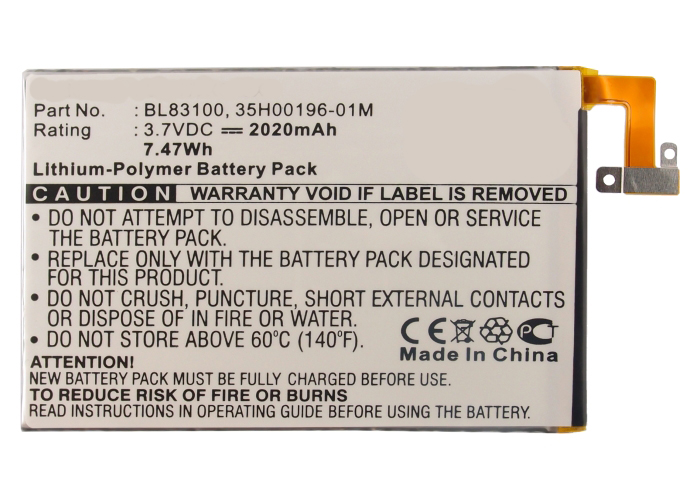 Part No. : BL83100, 35H00196-01M
Rating : 3.7VDC ⎓ 2020mAh
7.47Wh
Lithium-Polymer Battery Pack
CAUTION WARRANTY VOID IF LABEL IS REMOVED
• DO NOT ATTEMPT TO DISASSEMBLE, OPEN OR SERVICE
THE BATTERY PACK.
• REPLACE ONLY WITH THE BATTERY PACK DESIGNATED
FOR THIS PRODUCT.
• DO NOT CRUSH, PUNCTURE, SHORT EXTERNAL CONTACTS
OR DISPOSE OF IN FIRE OR WATER.
• DO NOT STORE ABOVE 60°C (140°F).
CE PCT
Made In China
ATTENTION:
NEW BATTERY PACK MUST BE FULLY CHARGED BEFORE USING.
TO REDUCE RISK OF FIRE OR BURNS
READ INSTRUCTIONS IN OPERATING GUIDE BEFORE USING THE BATTERY.